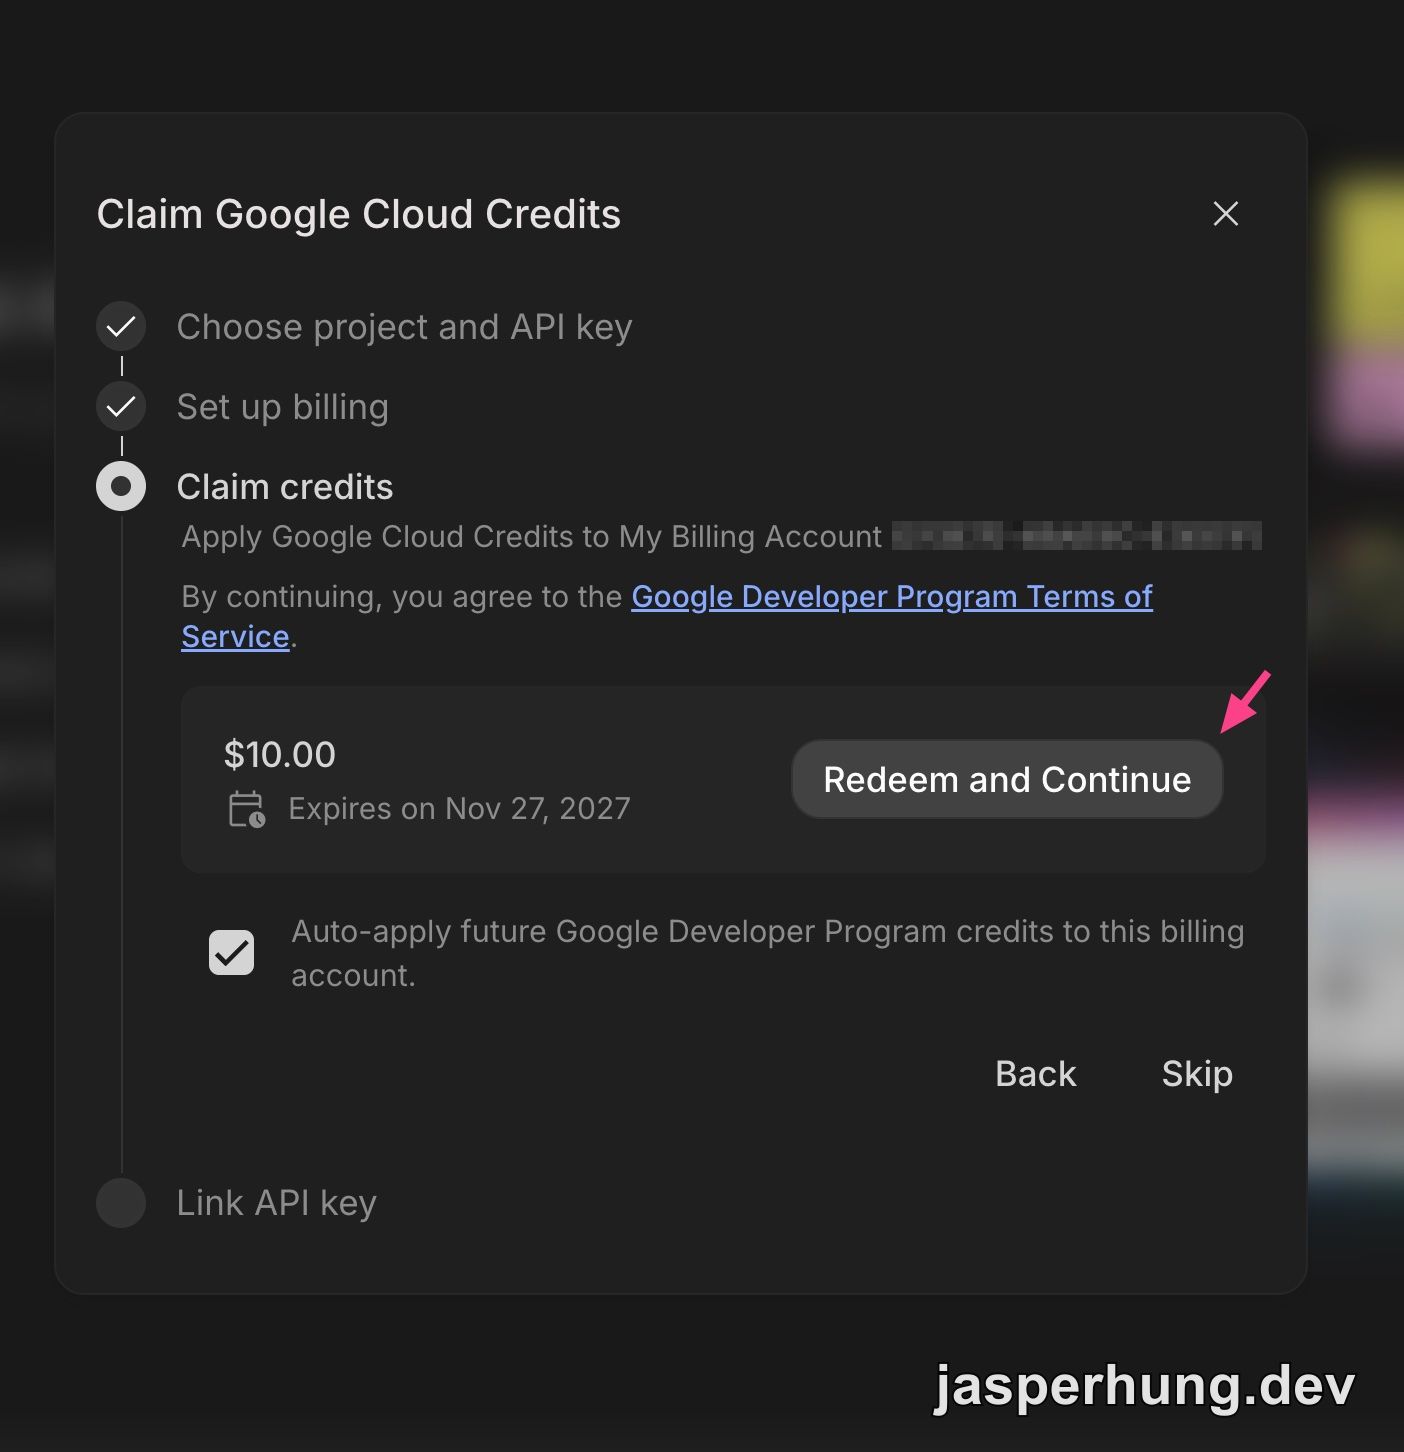 Claim Google Cloud Credits
Choose project and API key
Set up billing
Claim credits
Apply Google Cloud Credits to My Billing Account
By continuing, you agree to the Google Developer Program Terms of
Service.
$10.00
Redeem and Continue
Expires on Nov 27, 2027
Auto-apply future Google Developer Program credits to this billing
account.
Back
Skip
Link API key
jasperhung.dev